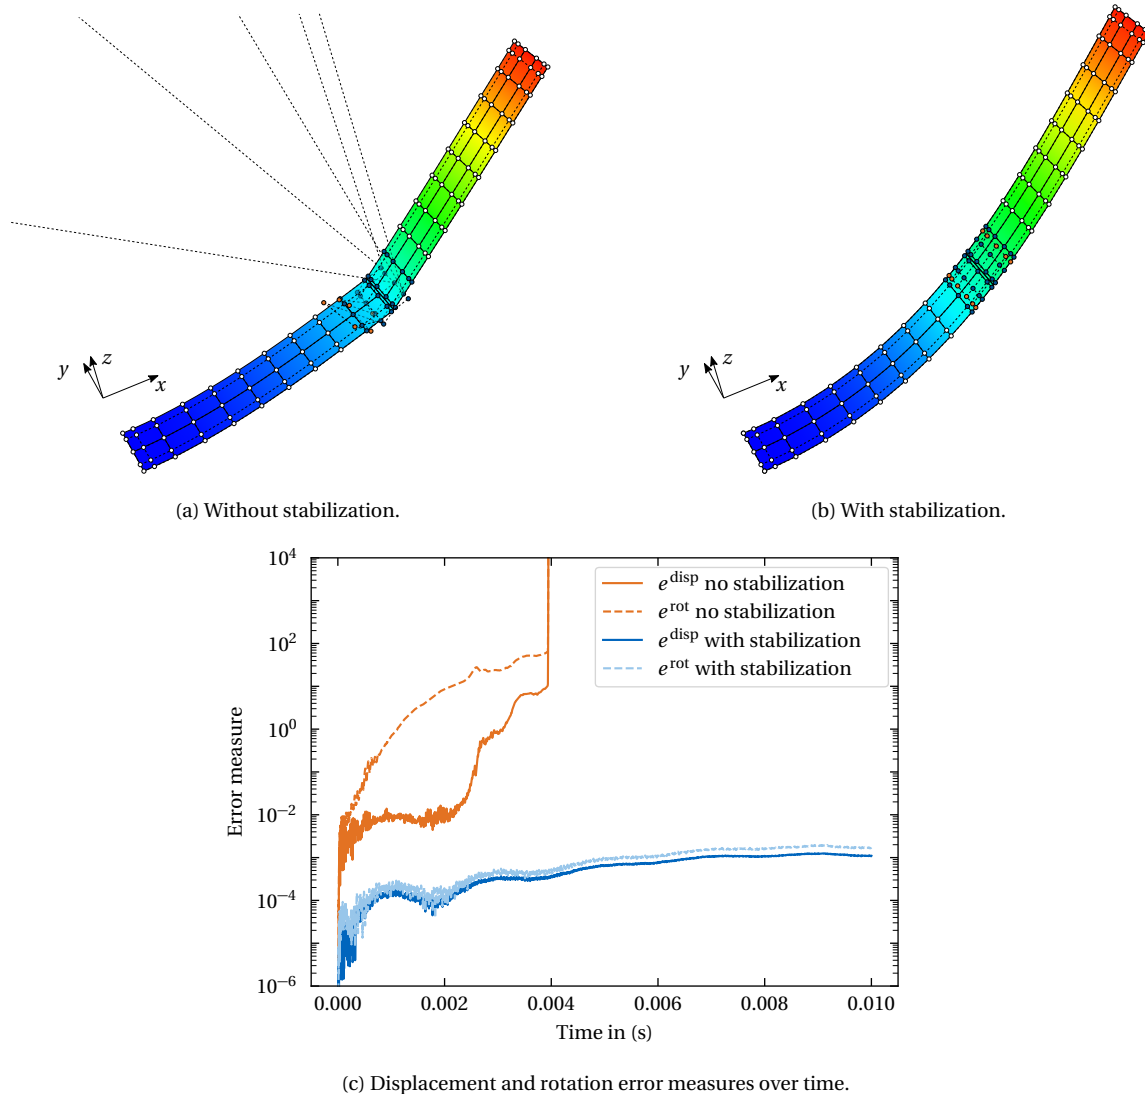 y z
x
y z
x
(a) Without stabilization.
(b) With stabilization.
10^4
10^2
10^0
10^−2
10^−4
10^−6
Error measure
e^disp no stabilization
e^rot no stabilization
e^disp with stabilization
e^rot with stabilization
0.000 0.002 0.004 0.006 0.008 0.010
Time in (s)
(c) Displacement and rotation error measures over time.